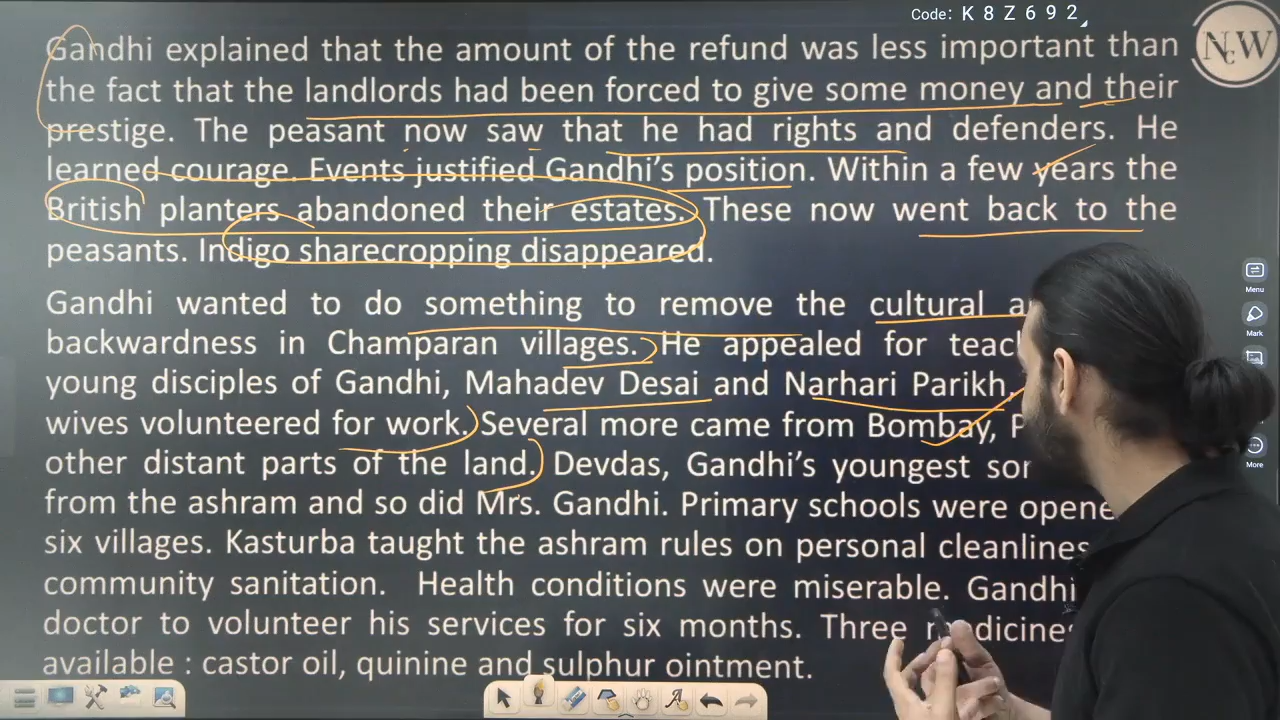 Code: K 8 Z 6 9 2
NCW
Gandhi explained that the amount of the refund was less important than
the fact that the landlords had been forced to give some money and their
prestige. The peasant now saw that he had rights and defenders. He
learned courage. Events justified Gandhi's position. Within a few years the
British planters abandoned their estates. These now went back to the
peasants. Indigo sharecropping disappeared.
Gandhi wanted to do something to remove the cultural
backwardness in Champaran villages. He appealed for
young disciples of Gandhi, Mahadev Desai and Narhari Parikh,
wives volunteered for work. Several more came from Bombay,
other distant parts of the land. Devdas, Gandhi's youngest
from the ashram and so did Mrs. Gandhi. Primary schools were
six villages. Kasturba taught the ashram rules on personal
community sanitation. Health conditions were miserable. Gandhi
doctor to volunteer his services for six months. Three
available : castor oil, quinine and sulphur ointment.
Menu
Mark
More